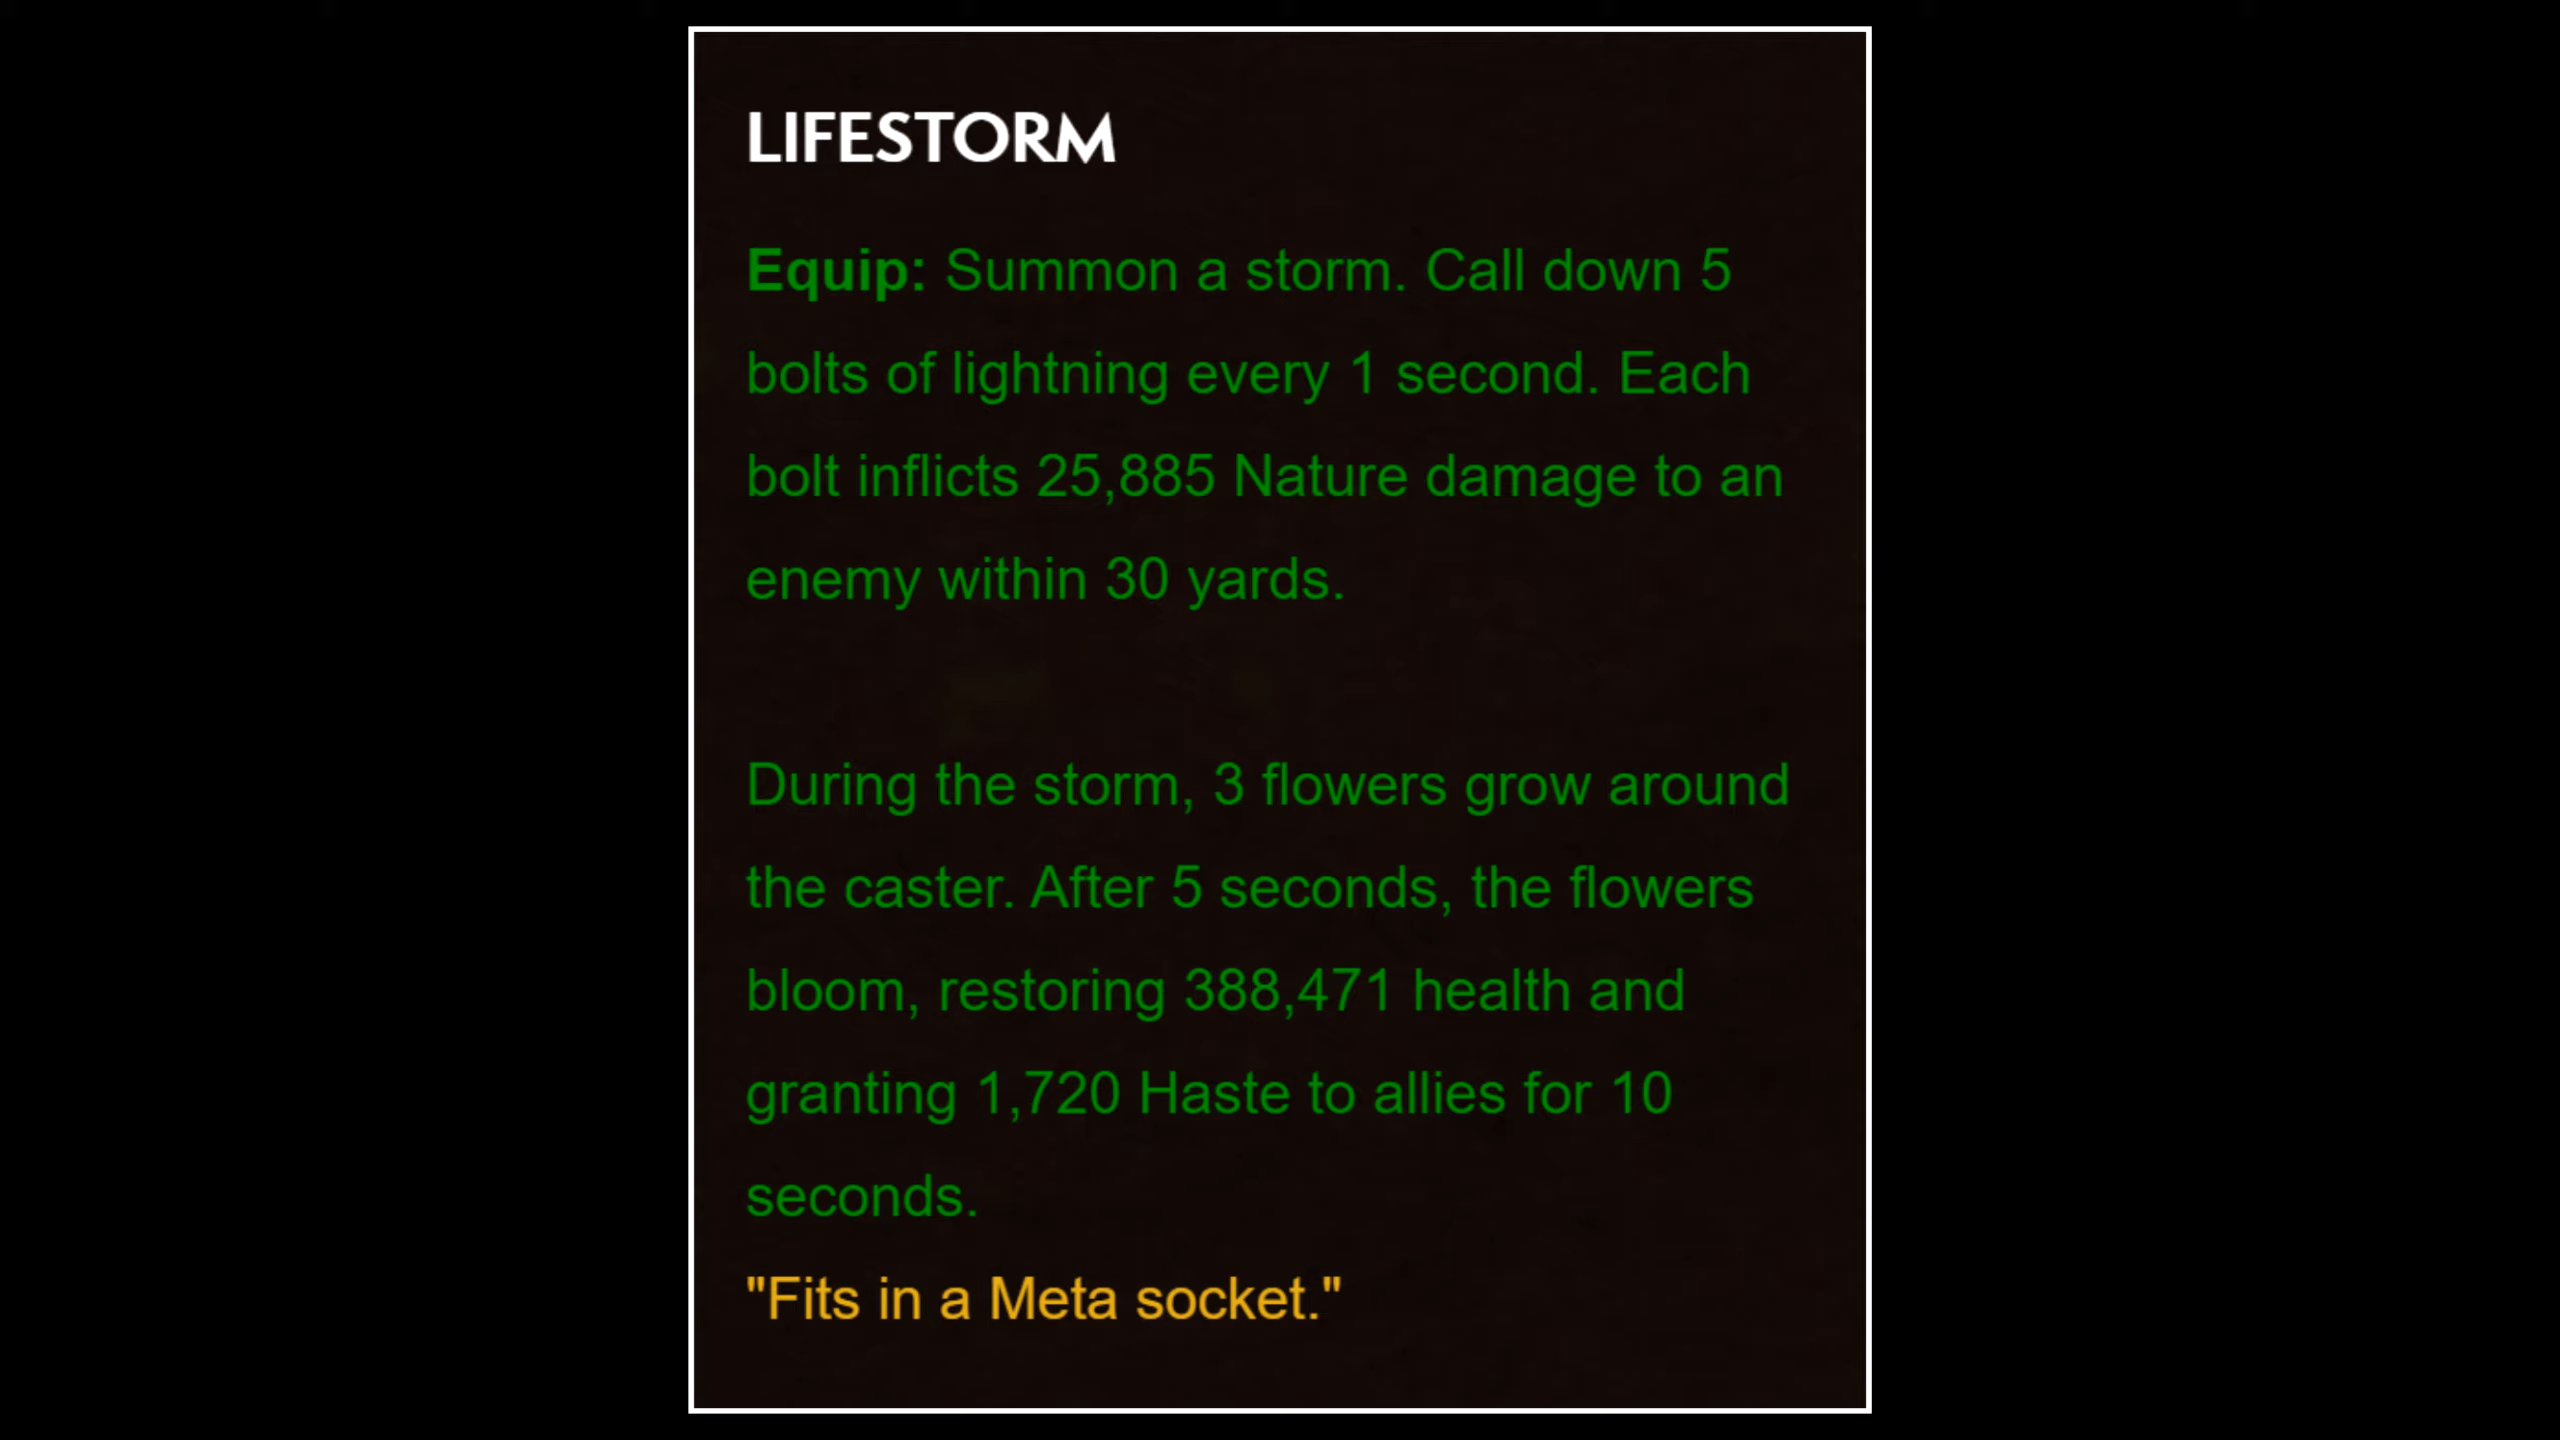 LIFESTORM
Equip: Summon a storm. Call down 5
bolts of lightning every 1 second. Each
bolt inflicts 25,885 Nature damage to an
enemy within 30 yards.
During the storm, 3 flowers grow around
the caster. After 5 seconds, the flowers
bloom, restoring 388,471 health and
granting 1,720 Haste to allies for 10
seconds.
"Fits in a Meta socket."